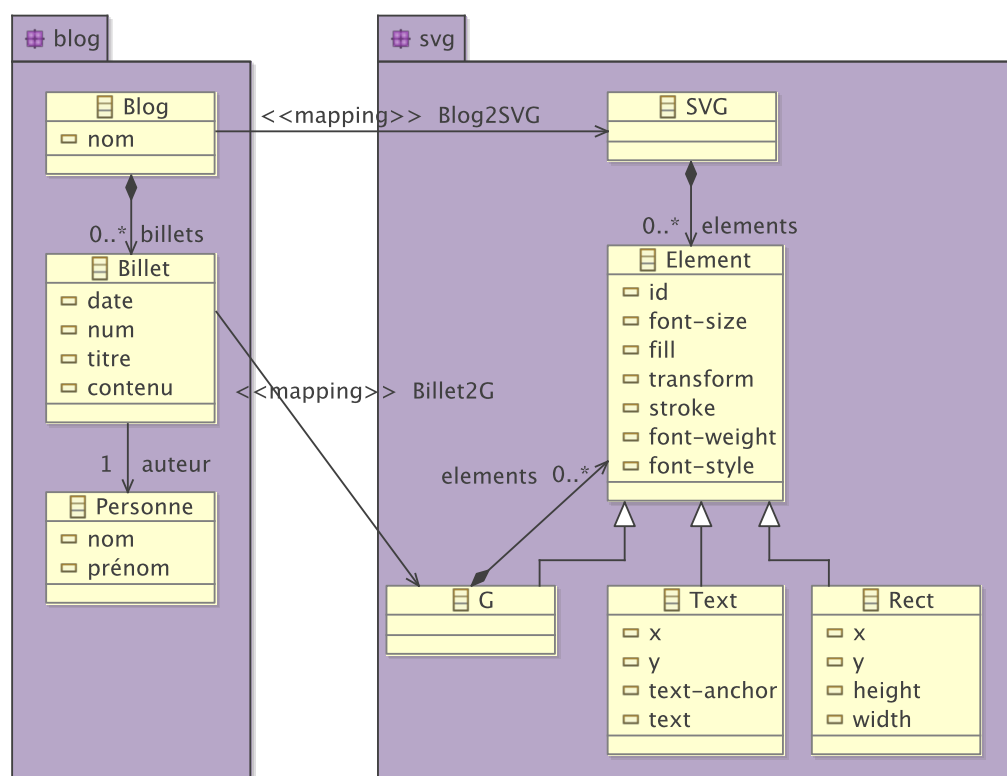 blog
svg
Blog
nom
<<mapping>> Blog2SVG
SVG
0..* billets
0..* elements
Billet
date
num
titre
contenu
Element
id
font-size
fill
transform
stroke
font-weight
font-style
<<mapping>> Billet2G
1 auteur
elements 0..*
Personne
nom
prénom
G
Text
x
y
text-anchor
text
Rect
x
y
height
width